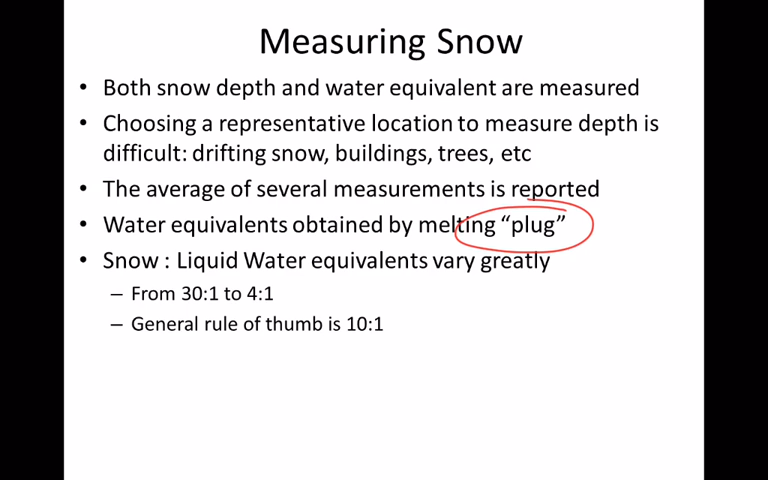 Measuring Snow
• Both snow depth and water equivalent are measured
• Choosing a representative location to measure depth is
difficult: drifting snow, buildings, trees, etc
• The average of several measurements is reported
• Water equivalents obtained by melting “plug”
• Snow : Liquid Water equivalents vary greatly
– From 30:1 to 4:1
– General rule of thumb is 10:1